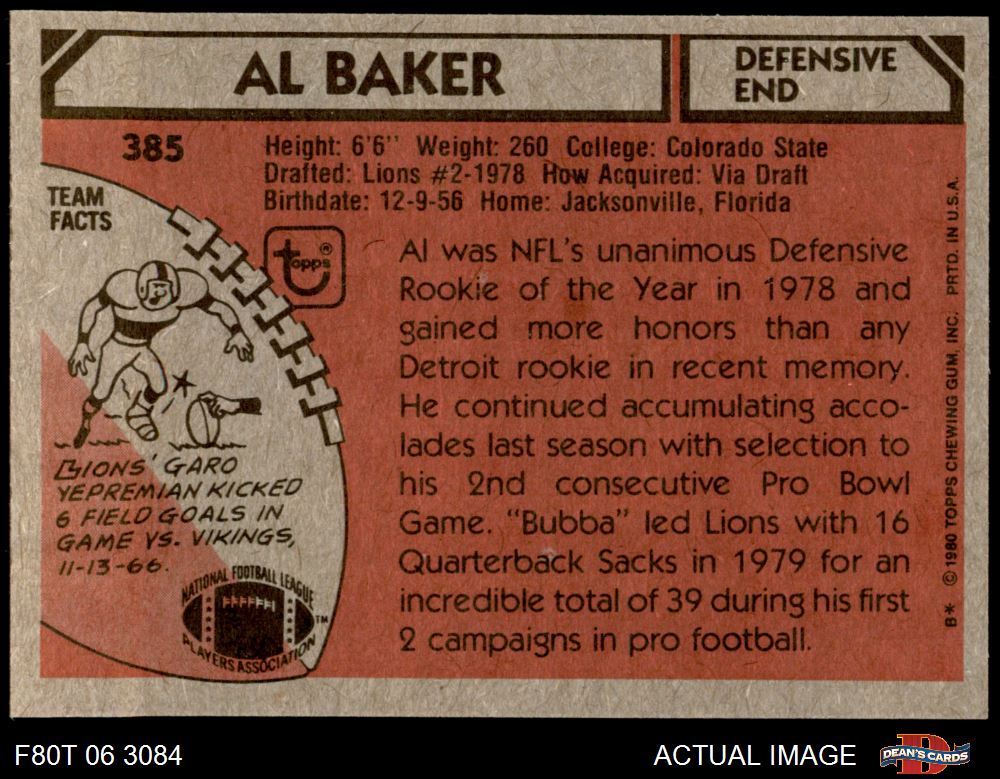 AL BAKER
DEFENSIVE
END
385
Height: 6'6" Weight: 260 College: Colorado State
Drafted: Lions #2-1978 How Acquired: Via Draft
Birthdate: 12-9-56 Home: Jacksonville, Florida
TEAM
FACTS
topps®
LIONS' GARO
YEPREMIAN KICKED
6 FIELD GOALS IN
GAME VS. VIKINGS,
11-13-66.
NATIONAL FOOTBALL LEAGUE
PLAYERS ASSOCIATION
TM
Al was NFL's unanimous Defensive
Rookie of the Year in 1978 and
gained more honors than any
Detroit rookie in recent memory.
He continued accumulating acco-
lades last season with selection to
his 2nd consecutive Pro Bowl
Game. "Bubba" led Lions with 16
Quarterback Sacks in 1979 for an
incredible total of 39 during his first
2 campaigns in pro football.
B* © 1980 TOPPS CHEWING GUM, INC. PRTD. IN U.S.A.
F80T 06 3084
ACTUAL IMAGE
DEAN'S CARDS